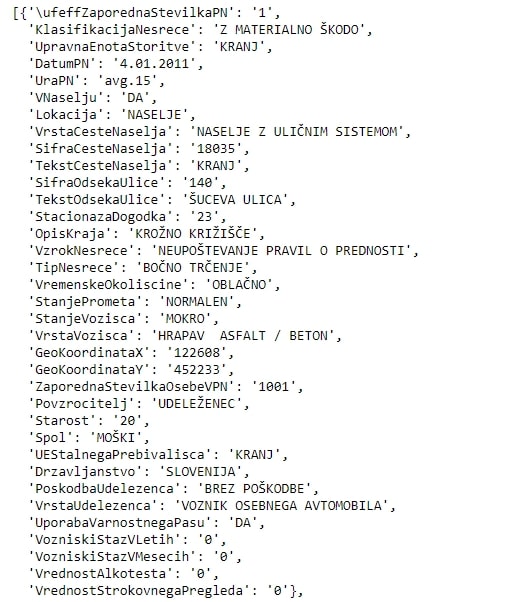 [{'\ufeffZaporednaStevilkaPN': '1',
'KlasifikacijaNesrece': 'Z MATERIALNO ŠKODO',
'UpravnaEnotaStoritve': 'KRANJ',
'DatumPN': '4.01.2011',
'UraPN': 'avg.15',
'VNaselju': 'DA',
'Lokacija': 'NASELJE',
'VrstaCesteNaselja': 'NASELJE Z ULIČNIM SISTEMOM',
'SifraCesteNaselja': '18035',
'TekstCesteNaselja': 'KRANJ',
'SifraOdsekaUlice': '140',
'TekstOdsekaUlice': 'ŠUCEVA ULICA',
'StacionazaDogodka': '23',
'OpisKraja': 'KROŽNO KRIŽIŠČE',
'VzrokNesrece': 'NEUPOŠTEVANJE PRAVIL O PREDNOSTI',
'TipNesrece': 'BOČNO TRČENJE',
'VremenskeOkoliscine': 'OBLAČNO',
'StanjePrometa': 'NORMALEN',
'StanjeVozisca': 'MOKRO',
'VrstaVozisca': 'HRAPAV  ASFALT / BETON',
'GeoKoordinataX': '122608',
'GeoKoordinataY': '452233',
'ZaporednaStevilkaOsebeVPN': '1001',
'Povzrocitelj': 'UDELEŽENEC',
'Starost': '20',
'Spol': 'MOŠKI',
'UEStalnegaPrebivalisca': 'KRANJ',
'Drzavljanstvo': 'SLOVENIJA',
'PoskodbaUdelezenca': 'BREZ POŠKODBE',
'VrstaUdelezenca': 'VOZNIK OSEBNEGA AVTOMOBILA',
'UporabaVarnostnegaPasu': 'DA',
'VozniskiStazVLetih': '0',
'VozniskiStazVMesecih': '0',
'VrednostAlkotesta': '0',
'VrednostStrokovnegaPregleda': '0'},